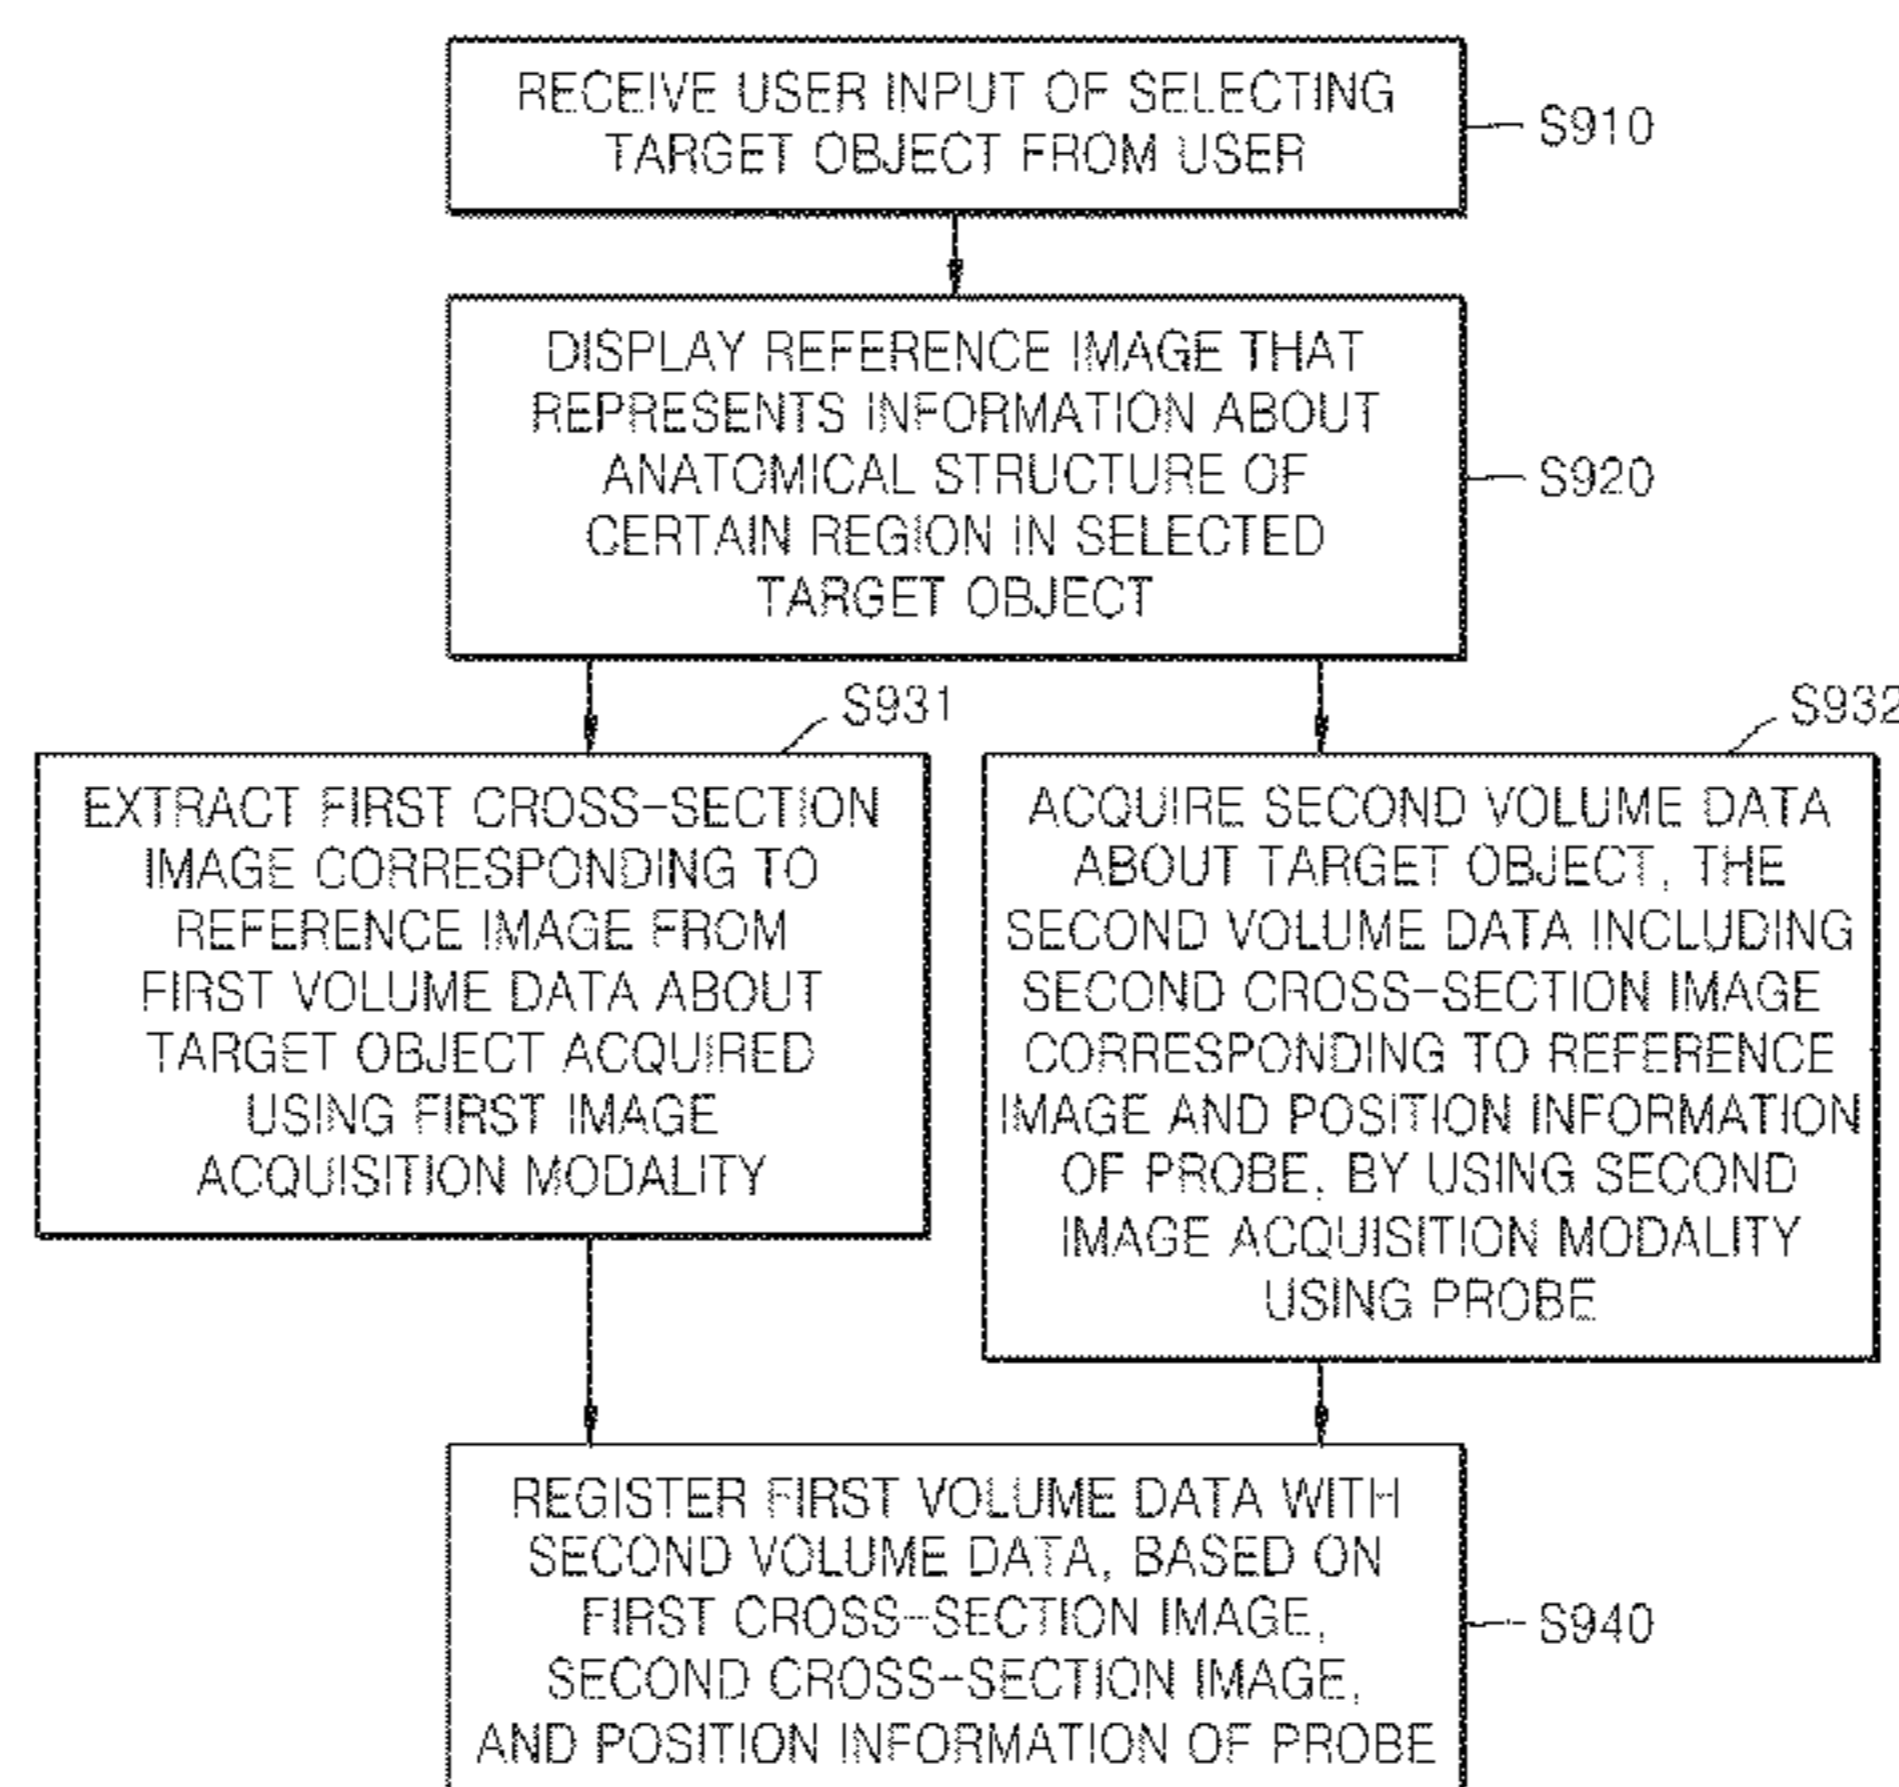 RECEIVE USER INPUT OF SELECTING
TARGET OBJECT FROM USER
S910
DISPLAY REFERENCE IMAGE THAT
REPRESENTS INFORMATION ABOUT
ANATOMICAL STRUCTURE OF
CERTAIN REGION IN SELECTED
TARGET OBJECT
S920
S931
EXTRACT FIRST CROSS-SECTION
IMAGE CORRESPONDING TO
REFERENCE IMAGE FROM
FIRST VOLUME DATA ABOUT
TARGET OBJECT ACQUIRED
USING FIRST IMAGE
ACQUISITION MODALITY
S932
ACQUIRE SECOND VOLUME DATA
ABOUT TARGET OBJECT, THE
SECOND VOLUME DATA INCLUDING
SECOND CROSS-SECTION IMAGE
CORRESPONDING TO REFERENCE
IMAGE AND POSITION INFORMATION
OF PROBE, BY USING SECOND
IMAGE ACQUISITION MODALITY
USING PROBE
REGISTER FIRST VOLUME DATA WITH
SECOND VOLUME DATA, BASED ON
FIRST CROSS-SECTION IMAGE,
SECOND CROSS-SECTION IMAGE,
AND POSITION INFORMATION OF PROBE
S940